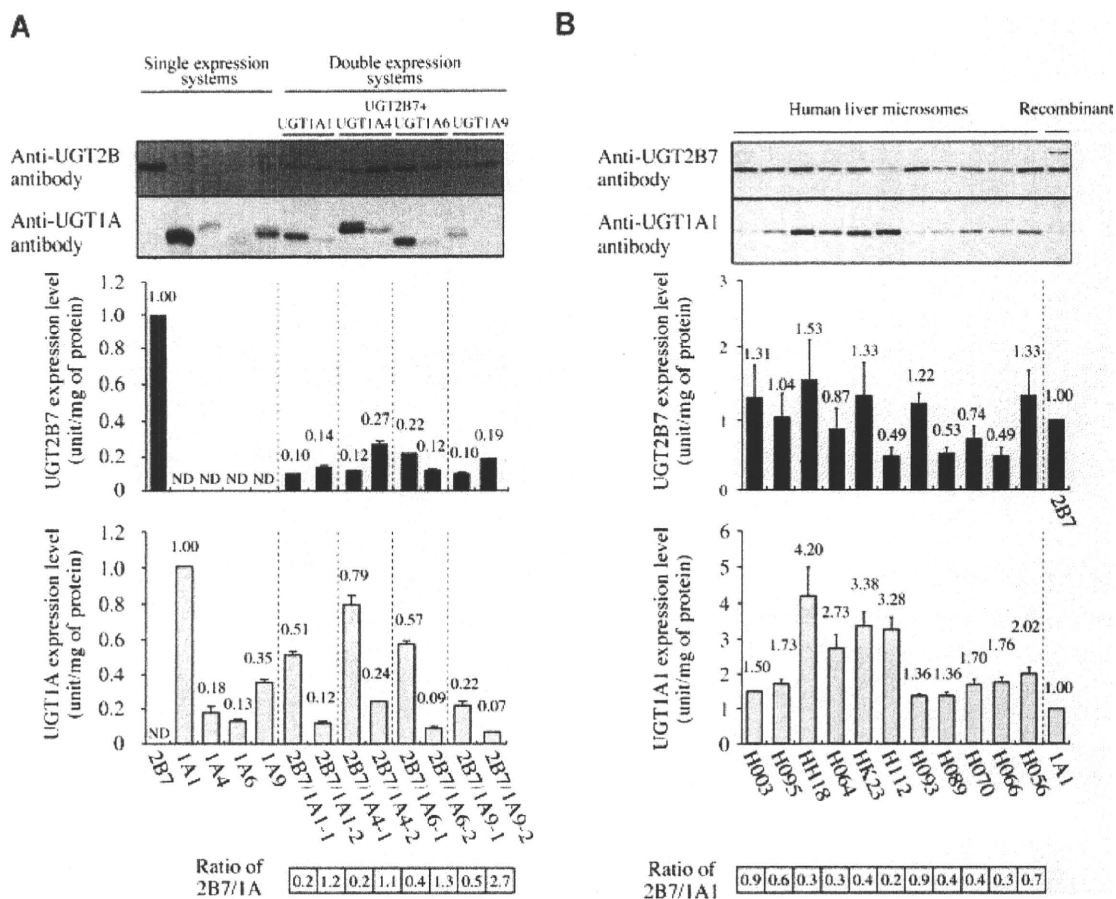 A
Single expression
systems
Double expression
systems
UGT2B7+
UGT1A1 UGT1A4 UGT1A6 UGT1A9
Anti-UGT2B
antibody
Anti-UGT1A
antibody
UGT2B7 expression level
(unit/mg of protein)
1.2
1.0
0.8
0.6
0.4
0.2
0
1.00
ND ND ND ND
0.10 0.14 0.12 0.27 0.22 0.12 0.10 0.19
UGT1A expression level
(unit/mg of protein)
1.2
1.0
0.8
0.6
0.4
0.2
0
ND 1.00 0.18 0.13 0.35 0.51 0.12 0.79 0.24 0.57 0.09 0.22 0.07
2B7 1A1 1A4 1A6 1A9 2B7/1A1-1 2B7/1A1-2 2B7/1A4-1 2B7/1A4-2 2B7/1A6-1 2B7/1A6-2 2B7/1A9-1 2B7/1A9-2
Ratio of
2B7/1A
0.2 1.2 0.2 1.1 0.4 1.3 0.5 2.7
B
Human liver microsomes Recombinant
Anti-UGT2B7
antibody
Anti-UGT1A1
antibody
UGT2B7 expression level
(unit/mg of protein)
3
2
1
0
1.31 1.04 1.53 0.87 1.33 0.49 1.22 0.53 0.74 0.49 1.33 1.00
2B7
UGT1A1 expression level
(unit/mg of protein)
6
5
4
3
2
1
0
1.50 1.73 4.20 2.73 3.38 3.28 1.36 1.36 1.70 1.76 2.02 1.00
H003 H095 HH18 H064 HK23 H112 H093 H089 H070 H066 H056 1A1
Ratio of
2B7/1A1
0.9 0.6 0.3 0.3 0.4 0.2 0.9 0.4 0.4 0.3 0.7